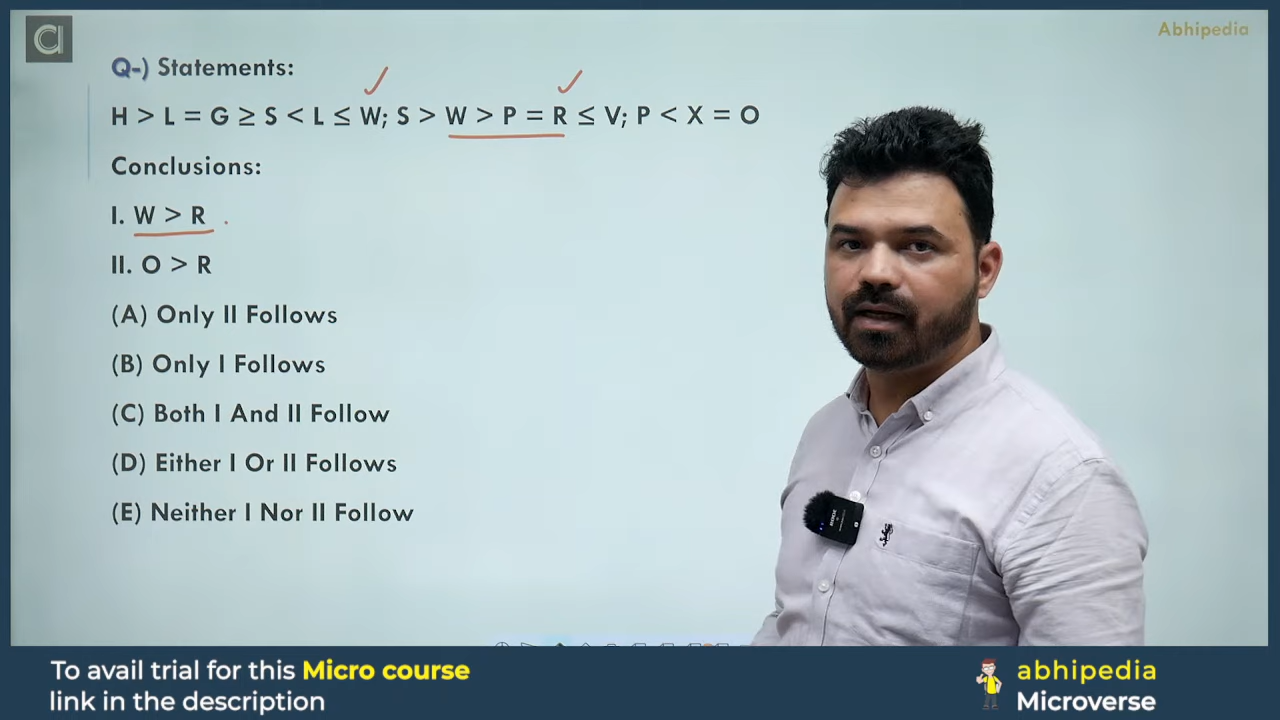 Abhipedia
Q-) Statements:
H > L = G ≥ S < L ≤ W; S > W > P = R ≤ V; P < X = O
Conclusions:
I. W > R
II. O > R
(A) Only II Follows
(B) Only I Follows
(C) Both I And II Follow
(D) Either I Or II Follows
(E) Neither I Nor II Follow
To avail trial for this Micro course
link in the description
abhipedia
Microverse